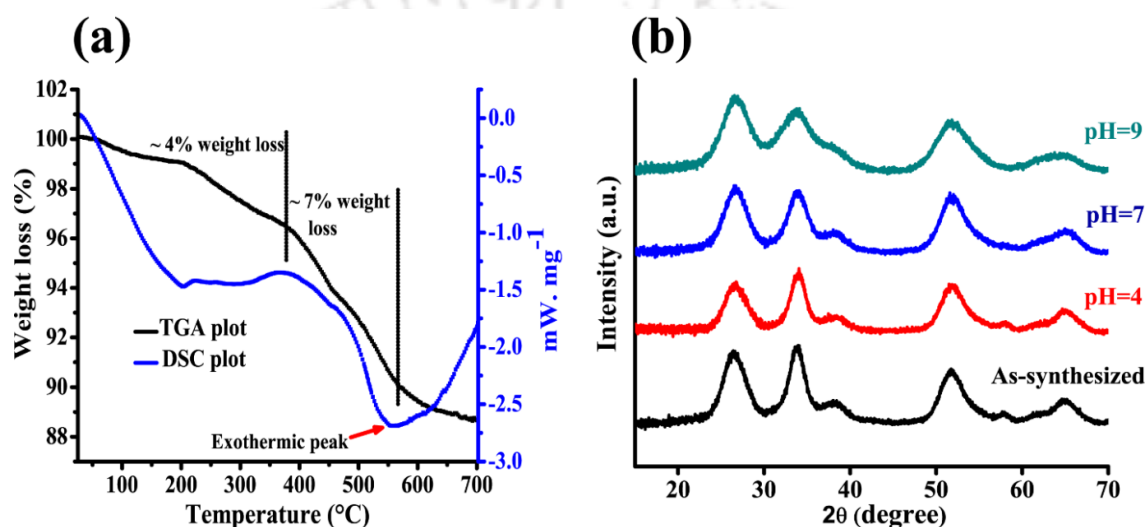 (a)
102
100
98
96
94
92
90
88
Weight loss (%)
~ 4% weight loss
~ 7% weight
loss
TGA plot
DSC plot
Exothermic peak
0.0
-0.5
-1.0
-1.5
-2.0
-2.5
-3.0
mW. mg⁻¹
100 200 300 400 500 600 700
Temperature (°C)
(b)
Intensity (a.u.)
pH=9
pH=7
pH=4
As-synthesized
20 30 40 50 60 70
2θ (degree)